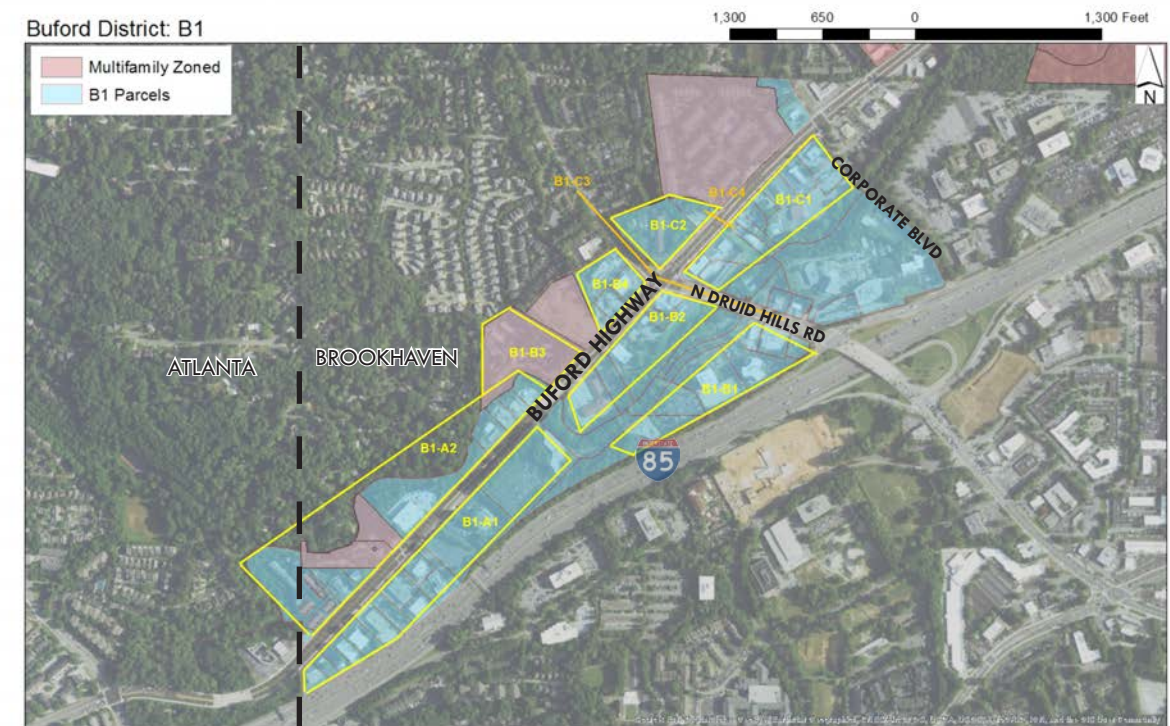 Buford District: B1
1,300 650 0 1,300 Feet
Multifamily Zoned
B1 Parcels
N
CORPORATE BLVD
B1-C3
B1-C4
B1-C1
B1-C2
B1-B4
N DRUID HILLS RD
B1-B2
BUFORD HIGHWAY
ATLANTA
BROOKHAVEN
B1-B3
B1-B1
B1-A2
85
B1-A1